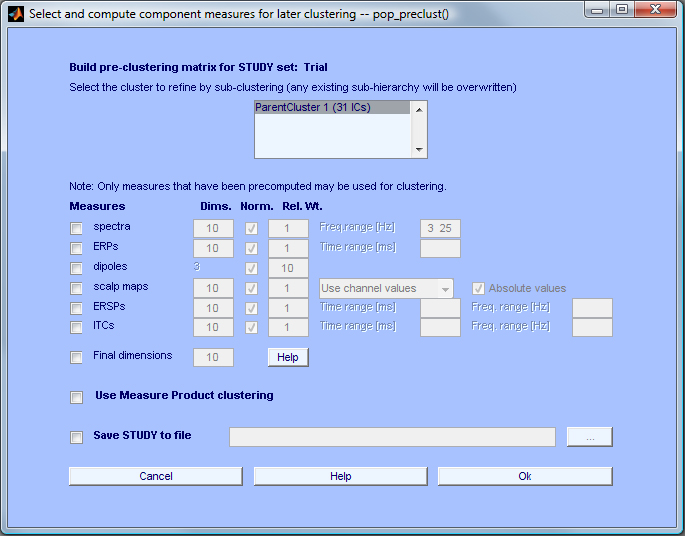 Select and compute component measures for later clustering -- pop_preclust()
Build pre-clustering matrix for STUDY set: Trial
Select the cluster to refine by sub-clustering (any existing sub-hierarchy will be overwritten)
ParentCluster 1 (31 ICs)
Note: Only measures that have been precomputed may be used for clustering.
Measures Dims. Norm. Rel. Wt.
spectra 10 1 Freq.range [Hz] 3 25
ERPs 10 1 Time range [ms]
dipoles 3 10
scalp maps 10 1 Use channel values Absolute values
ERSPs 10 1 Time range [ms] Freq. range [Hz]
ITCs 10 1 Time range [ms] Freq. range [Hz]
Final dimensions 10 Help
Use Measure Product clustering
Save STUDY to file ...
Cancel Help Ok